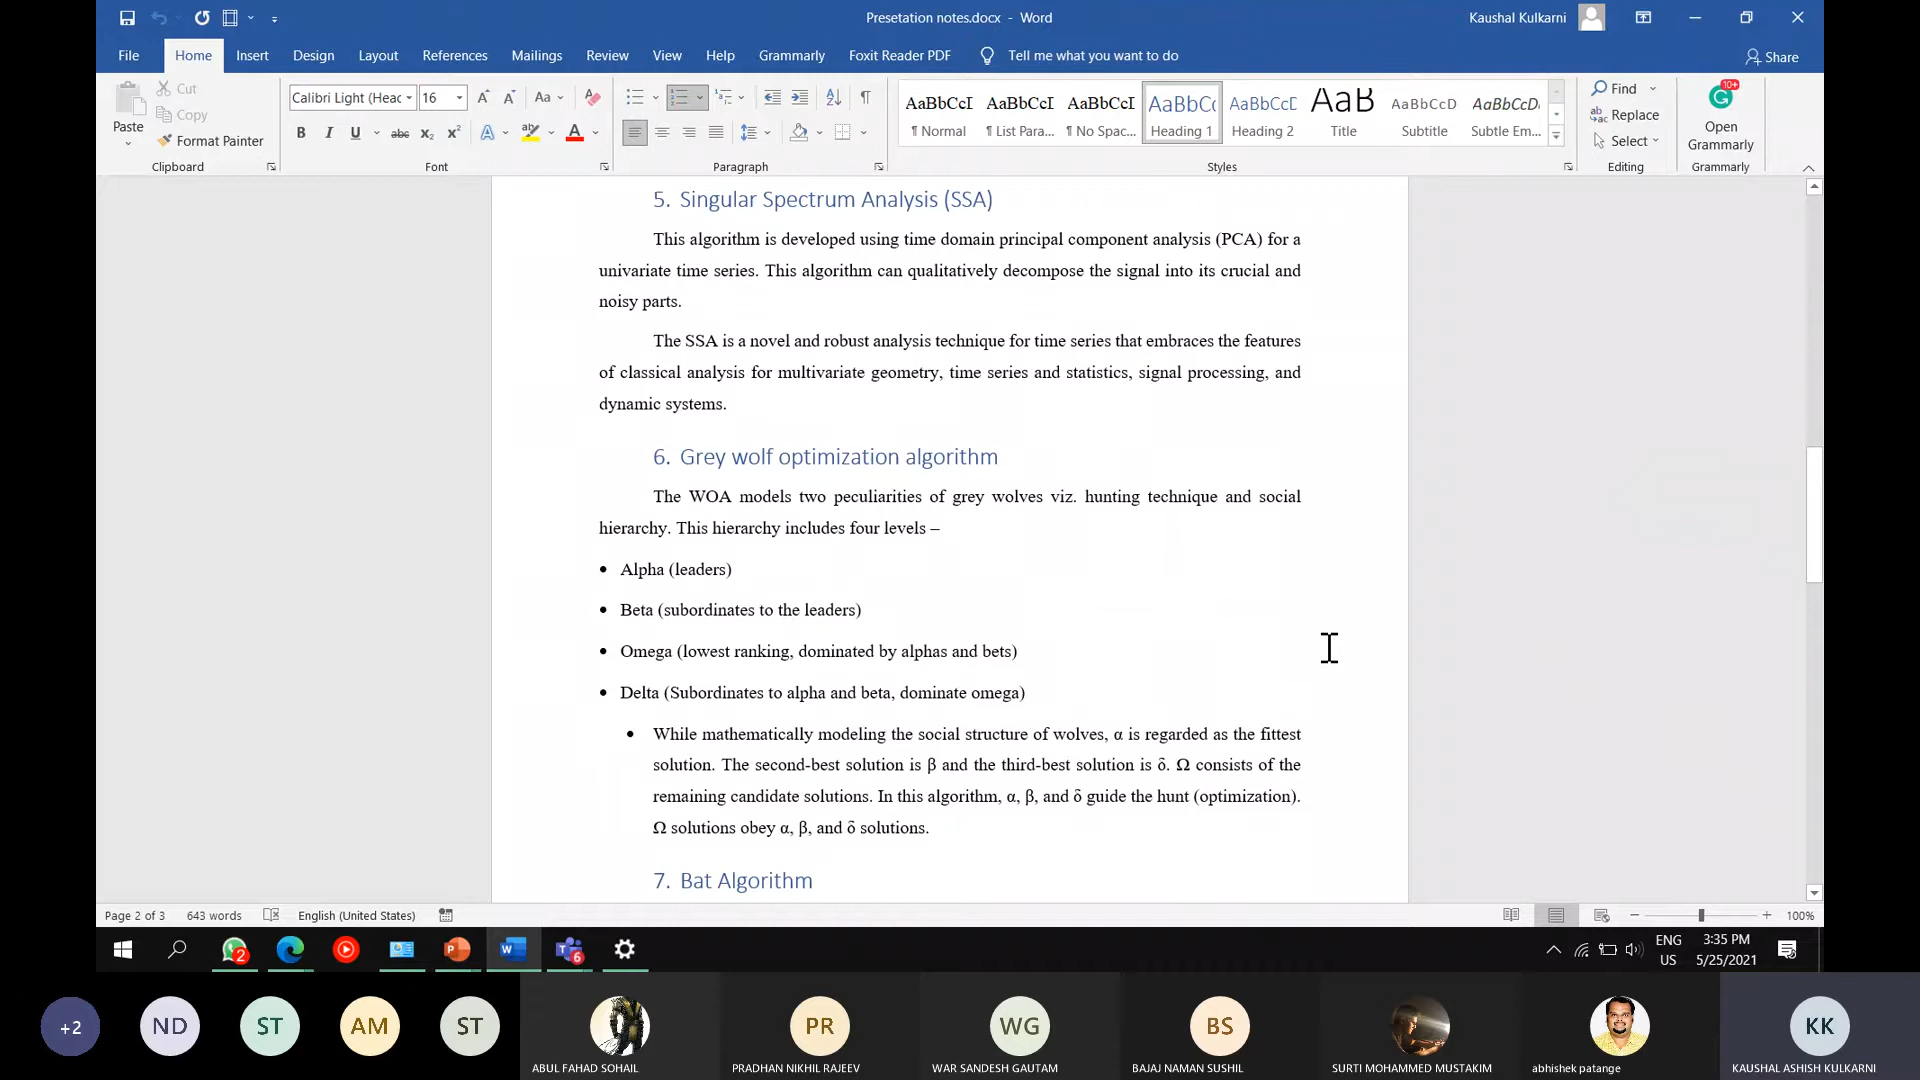 Presetation notes.docx - Word
Kaushal Kulkarni
File Home Insert Design Layout References Mailings Review View Help Grammarly Foxit Reader PDF Tell me what you want to do Share
Paste Cut Copy Format Painter Clipboard
Calibri Light (Head 16 Aa Font
Paragraph
AaBbCcI ¶ Normal AaBbCcI ¶ List Para... AaBbCcI ¶ No Spac... AaBbCc Heading 1 AaBbCcD Heading 2 AaB Title AaBbCcD Subtitle AaBbCcD Subtle Em... Styles
Find Replace Select Editing
10+ Open Grammarly Grammarly
5. Singular Spectrum Analysis (SSA)
This algorithm is developed using time domain principal component analysis (PCA) for a
univariate time series. This algorithm can qualitatively decompose the signal into its crucial and
noisy parts.
The SSA is a novel and robust analysis technique for time series that embraces the features
of classical analysis for multivariate geometry, time series and statistics, signal processing, and
dynamic systems.
6. Grey wolf optimization algorithm
The WOA models two peculiarities of grey wolves viz. hunting technique and social
hierarchy. This hierarchy includes four levels –
• Alpha (leaders)
• Beta (subordinates to the leaders)
• Omega (lowest ranking, dominated by alphas and bets)
• Delta (Subordinates to alpha and beta, dominate omega)
• While mathematically modeling the social structure of wolves, α is regarded as the fittest
solution. The second-best solution is β and the third-best solution is δ. Ω consists of the
remaining candidate solutions. In this algorithm, α, β, and δ guide the hunt (optimization).
Ω solutions obey α, β, and δ solutions.
7. Bat Algorithm
Page 2 of 3 643 words English (United States) 100%
2 6 ENG US 3:35 PM 5/25/2021
+2 ND ST AM ST PR WG BS KK
ABUL FAHAD SOHAIL PRADHAN NIKHIL RAJEEV WAR SANDESH GAUTAM BAJAJ NAMAN SUSHIL SURTI MOHAMMED MUSTAKIM abhishek patange KAUSHAL ASHISH KULKARNI